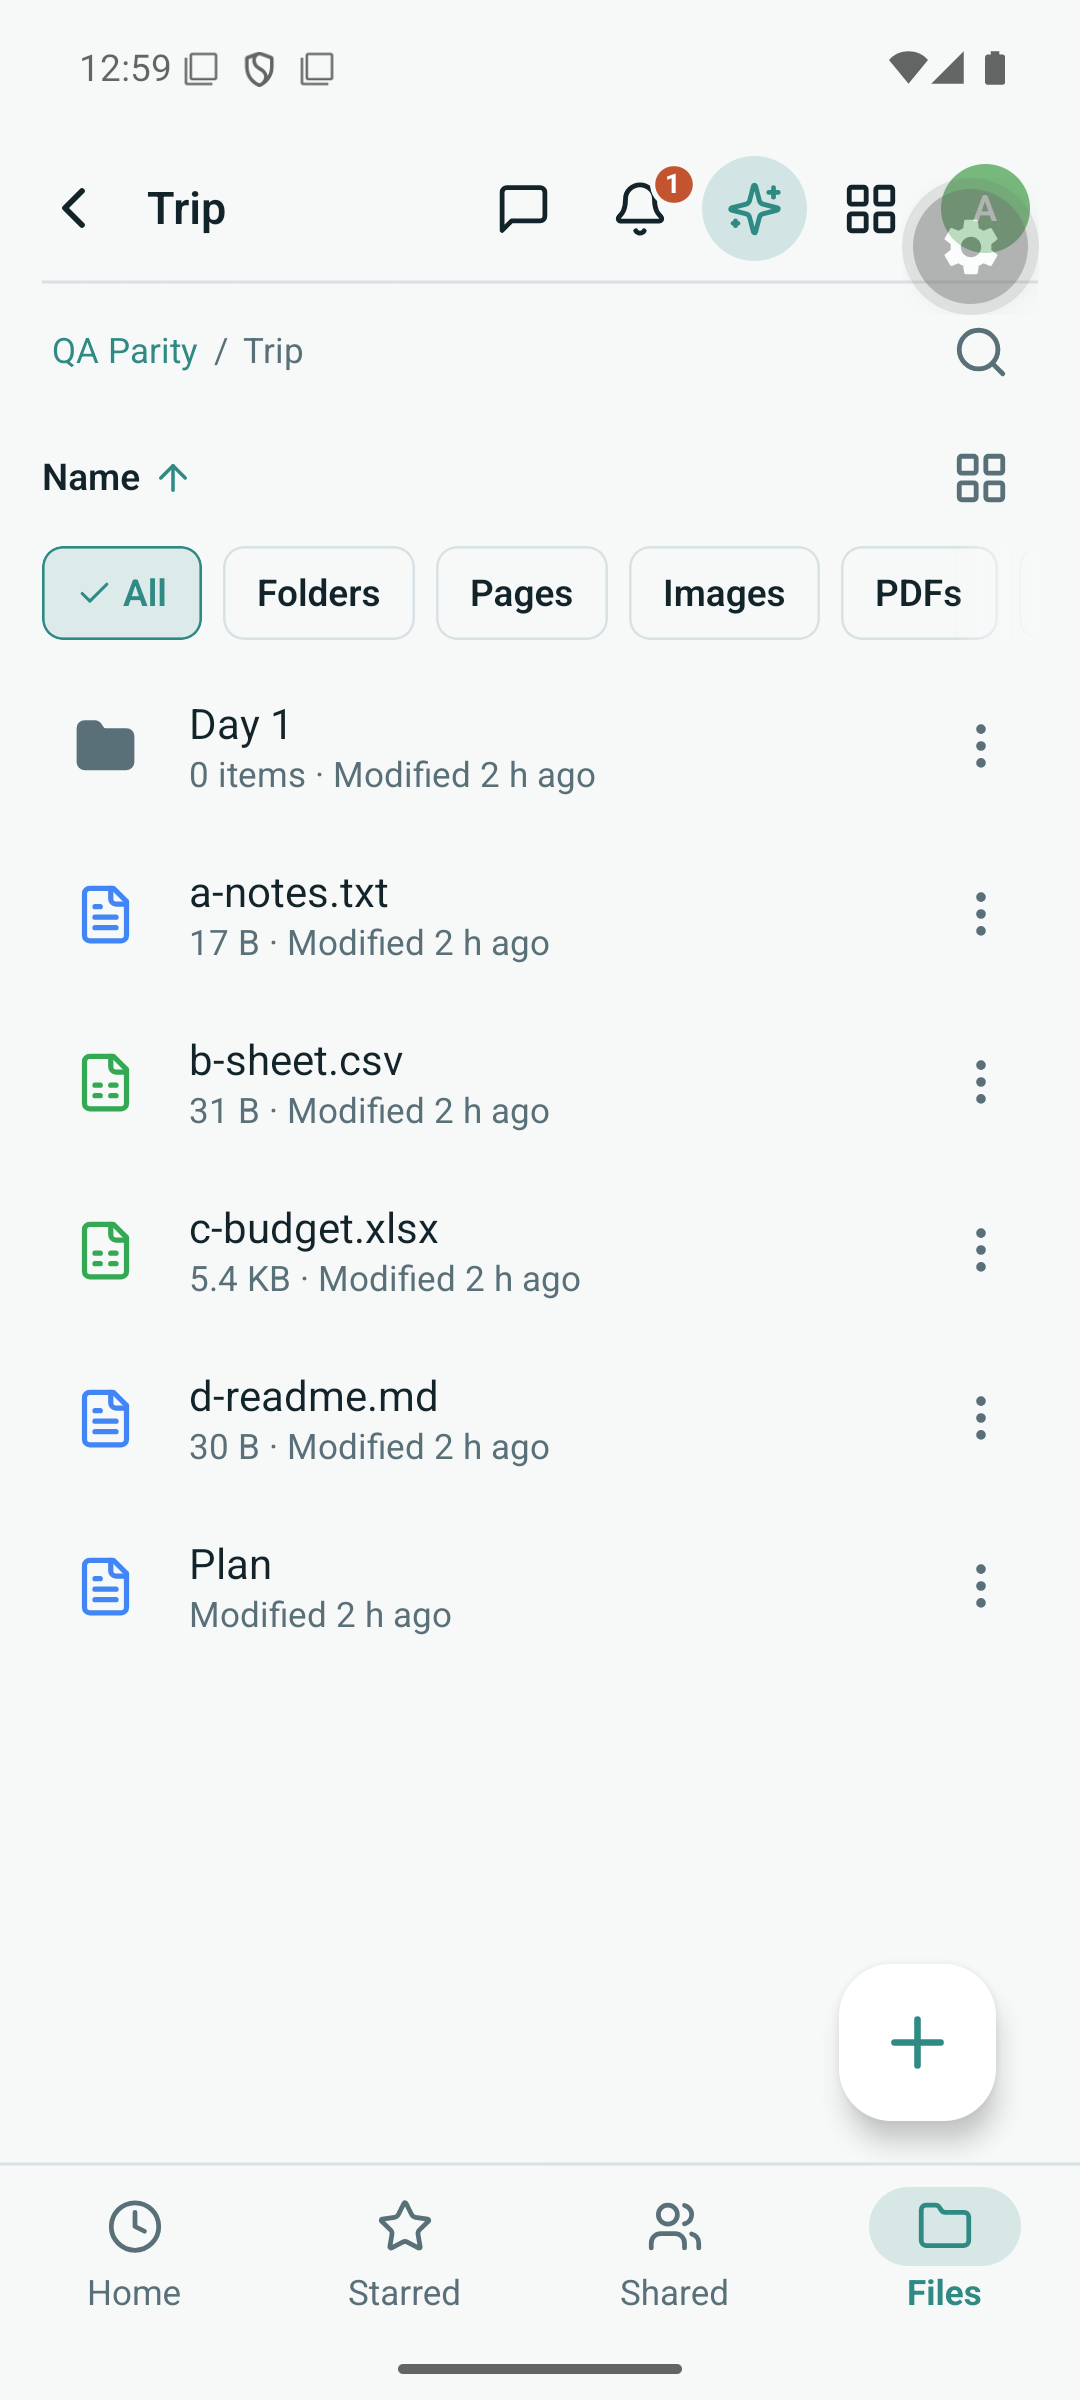 12:59
Trip
1
A
QA Parity / Trip
Name
All
Folders
Pages
Images
PDFs
Day 1
0 items · Modified 2 h ago
a-notes.txt
17 B · Modified 2 h ago
b-sheet.csv
31 B · Modified 2 h ago
c-budget.xlsx
5.4 KB · Modified 2 h ago
d-readme.md
30 B · Modified 2 h ago
Plan
Modified 2 h ago
Home
Starred
Shared
Files